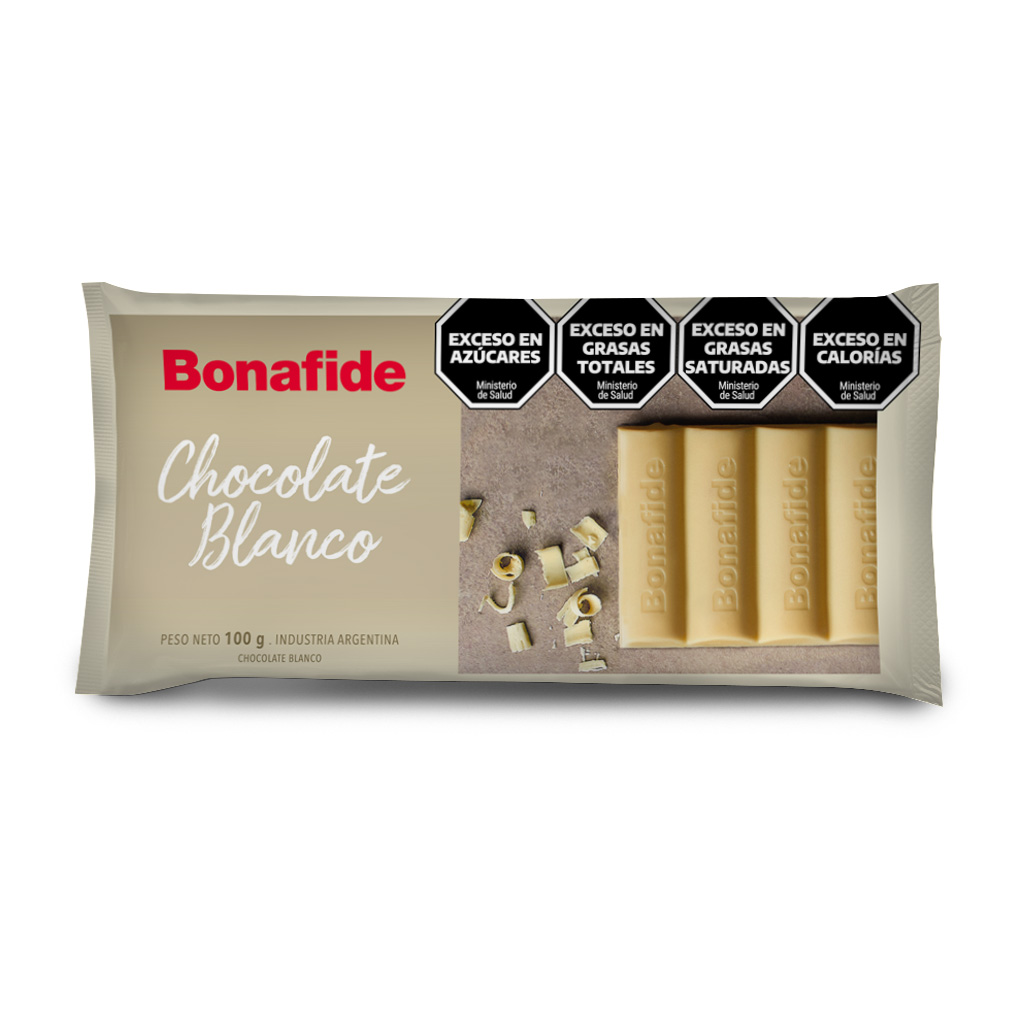 Bonafide
Chocolate
Blanco
PESO NETO 100 g . INDUSTRIA ARGENTINA
CHOCOLATE BLANCO
EXCESO EN
AZÚCARES
Ministerio
de Salud
EXCESO EN
GRASAS
TOTALES
Ministerio
de Salud
EXCESO EN
GRASAS
SATURADAS
Ministerio
de Salud
EXCESO EN
CALORÍAS
Ministerio
de Salud
Bonafide
Bonafide
Bonafide
Bonafide